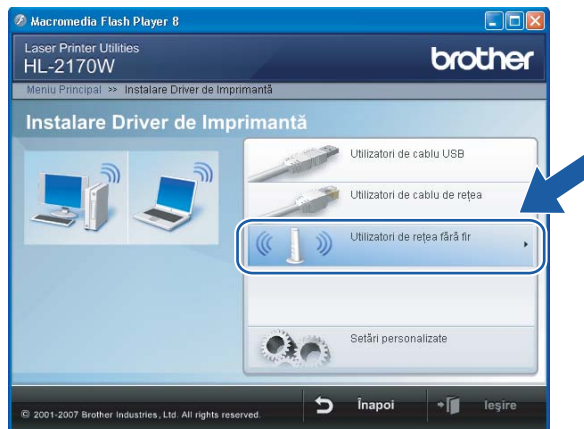 Macromedia Flash Player 8
Laser Printer Utilities
HL-2170W
brother
Meniu Principal >> Instalare Driver de Imprimantă
Instalare Driver de Imprimantă
Utilizatori de cablu USB
Utilizatori de cablu de rețea
Utilizatori de rețea fără fir
Setări personalizate
© 2001-2007 Brother Industries, Ltd. All rights reserved.
Înapoi
Ieșire